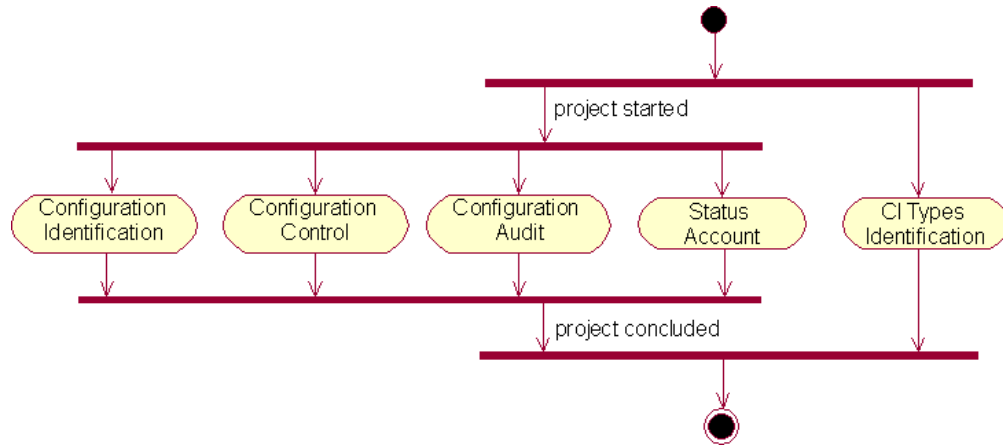 project started
Configuration
Identification
Configuration
Control
Configuration
Audit
Status
Account
CI Types
Identification
project concluded